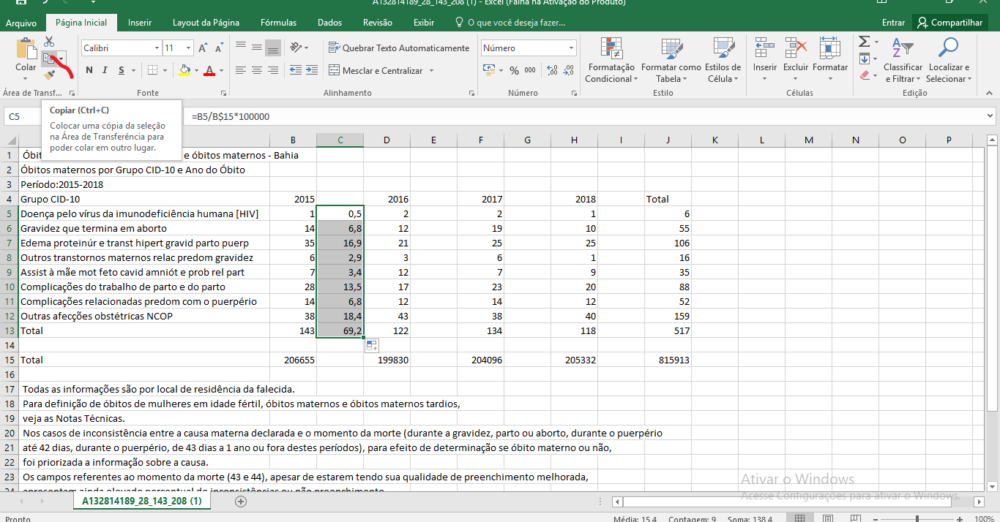 A132814189_28_143_208 (1) - Excel (Falha na Ativação do Produto)
Arquivo Página Inicial Inserir Layout da Página Fórmulas Dados Revisão Exibir O que você deseja fazer... Entrar Compartilhar
Colar
Calibri 11
N I S
Quebrar Texto Automaticamente
Mesclar e Centralizar
Número
% 000
Formatação Condicional
Formatar como Tabela
Estilos de Célula
Inserir Excluir Formatar
Classificar e Filtrar
Localizar e Selecionar
Área de Transf... Fonte Alinhamento Número Estilo Células Edição
C5 =B5/B$15*100000
Copiar (Ctrl+C)
Colocar uma cópia da seleção
na Área de Transferência para
poder colar em outro lugar.
B C D E F G H I J K L M N O P
1 Óbit e óbitos maternos - Bahia
2 Óbitos maternos por Grupo CID-10 e Ano do Óbito
3 Período:2015-2018
4 Grupo CID-10 2015 2016 2017 2018 Total
5 Doença pelo vírus da imunodeficiência humana [HIV] 1 0,5 2 2 1 6
6 Gravidez que termina em aborto 14 6,8 12 19 10 55
7 Edema proteinúr e transt hipert gravid parto puerp 35 16,9 21 25 25 106
8 Outros transtornos maternos relac predom gravidez 6 2,9 3 6 1 16
9 Assist à mãe mot feto cavid amniót e prob rel part 7 3,4 12 7 9 35
10 Complicações do trabalho de parto e do parto 28 13,5 17 23 20 88
11 Complicações relacionadas predom com o puerpério 14 6,8 12 14 12 52
12 Outras afecções obstétricas NCOP 38 18,4 43 38 40 159
13 Total 143 69,2 122 134 118 517
14
15 Total 206655 199830 204096 205332 815913
16
17 Todas as informações são por local de residência da falecida.
18 Para definição de óbitos de mulheres em idade fértil, óbitos maternos e óbitos maternos tardios,
19 veja as Notas Técnicas.
20 Nos casos de inconsistência entre a causa materna declarada e o momento da morte (durante a gravidez, parto ou aborto, durante o puerpério
21 até 42 dias, durante o puerpério, de 43 dias a 1 ano ou fora destes períodos), para efeito de determinação se óbito materno ou não,
22 foi priorizada a informação sobre a causa.
23 Os campos referentes ao momento da morte (43 e 44), apesar de estarem tendo sua qualidade de preenchimento melhorada,
24 apresentam ainda elevado percentual de inconsistências ou não preenchimento.
Ativar o Windows
Acesse Configurações para ativar o Windows.
A132814189_28_143_208 (1)
Pronto Média: 15,4 Contagem: 9 Soma: 138,4 100%